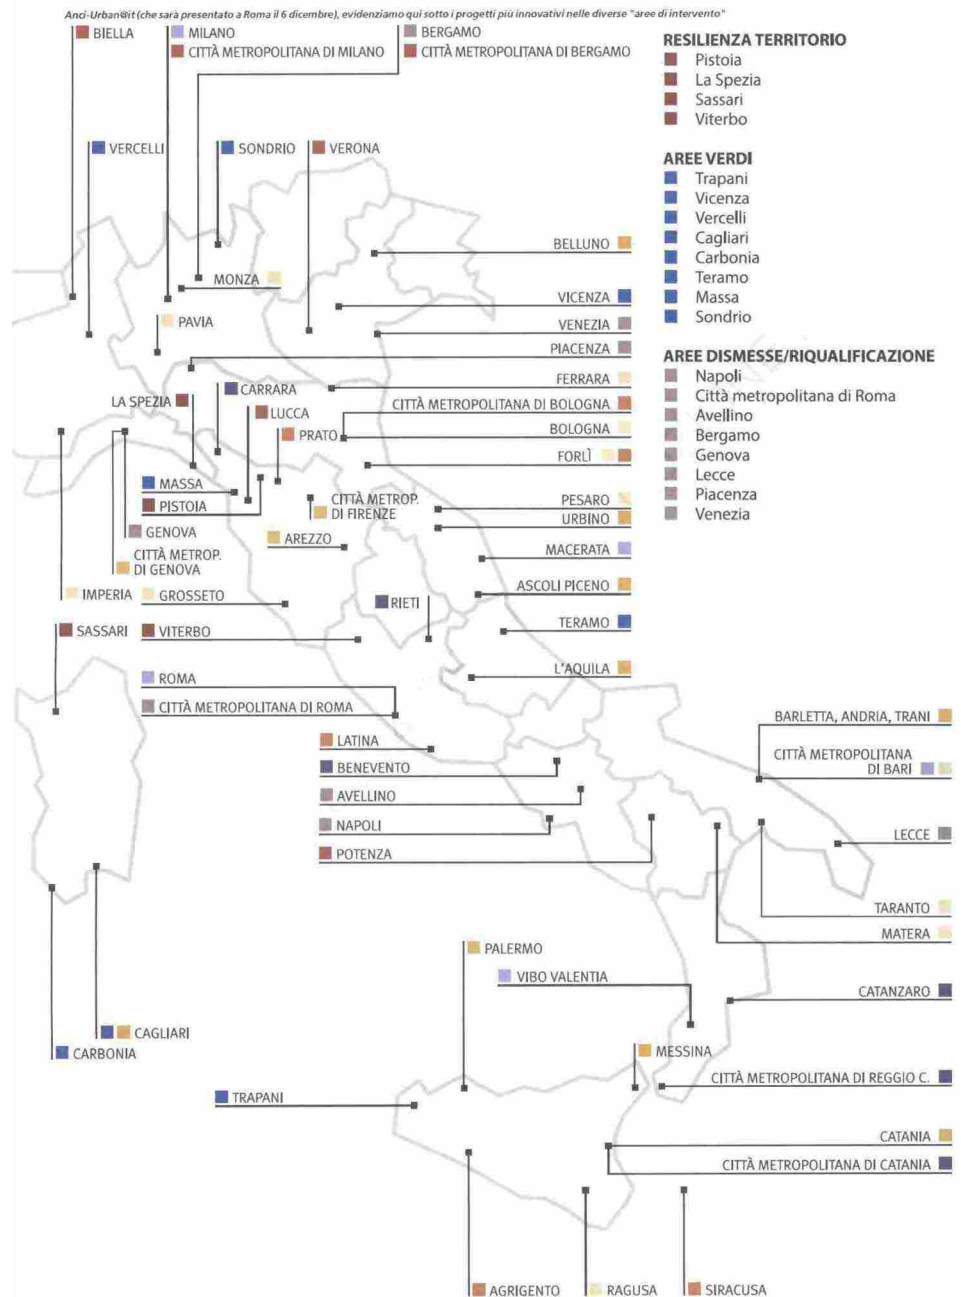 Anci-Urban@it (che sarà presentato a Roma il 6 dicembre), evidenziamo qui sotto i progetti più innovativi nelle diverse "aree di intervento"
BIELLA
MILANO
CITTÀ METROPOLITANA DI MILANO
BERGAMO
CITTÀ METROPOLITANA DI BERGAMO
VERCELLI
SONDRIO
VERONA
BELLUNO
MONZA
VICENZA
PAVIA
VENEZIA
PIACENZA
CARRARA
FERRARA
LA SPEZIA
LUCCA
CITTÀ METROPOLITANA DI BOLOGNA
PRATO
BOLOGNA
FORLÌ
MASSA
PISTOIA
CITTÀ METROP.
DI FIRENZE
PESARO
URBINO
GENOVA
AREZZO
MACERATA
CITTÀ METROP.
DI GENOVA
IMPERIA
GROSSETO
RIETI
ASCOLI PICENO
SASSARI
VITERBO
TERAMO
L'AQUILA
ROMA
CITTÀ METROPOLITANA DI ROMA
BARLETTA, ANDRIA, TRANI
LATINA
CITTÀ METROPOLITANA
DI BARI
BENEVENTO
AVELLINO
NAPOLI
LECCE
POTENZA
TARANTO
MATERA
PALERMO
VIBO VALENTIA
CATANZARO
CAGLIARI
CARBONIA
MESSINA
CITTÀ METROPOLITANA DI REGGIO C.
TRAPANI
CATANIA
CITTÀ METROPOLITANA DI CATANIA
AGRIGENTO
RAGUSA
SIRACUSA
RESILIENZA TERRITORIO
Pistoia
La Spezia
Sassari
Viterbo
AREE VERDI
Trapani
Vicenza
Vercelli
Cagliari
Carbonia
Teramo
Massa
Sondrio
AREE DISMESSE/RIQUALIFICAZIONE
Napoli
Città metropolitana di Roma
Avellino
Bergamo
Genova
Lecce
Piacenza
Venezia